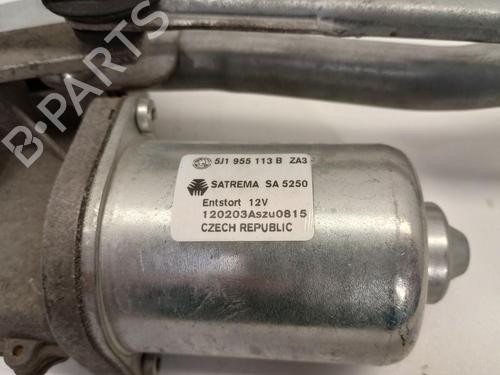 5J1 955 113 B ZA3
SATREMA SA 5250
Entstort 12V
120203Aszu0815
CZECH REPUBLIC
B-PARTS